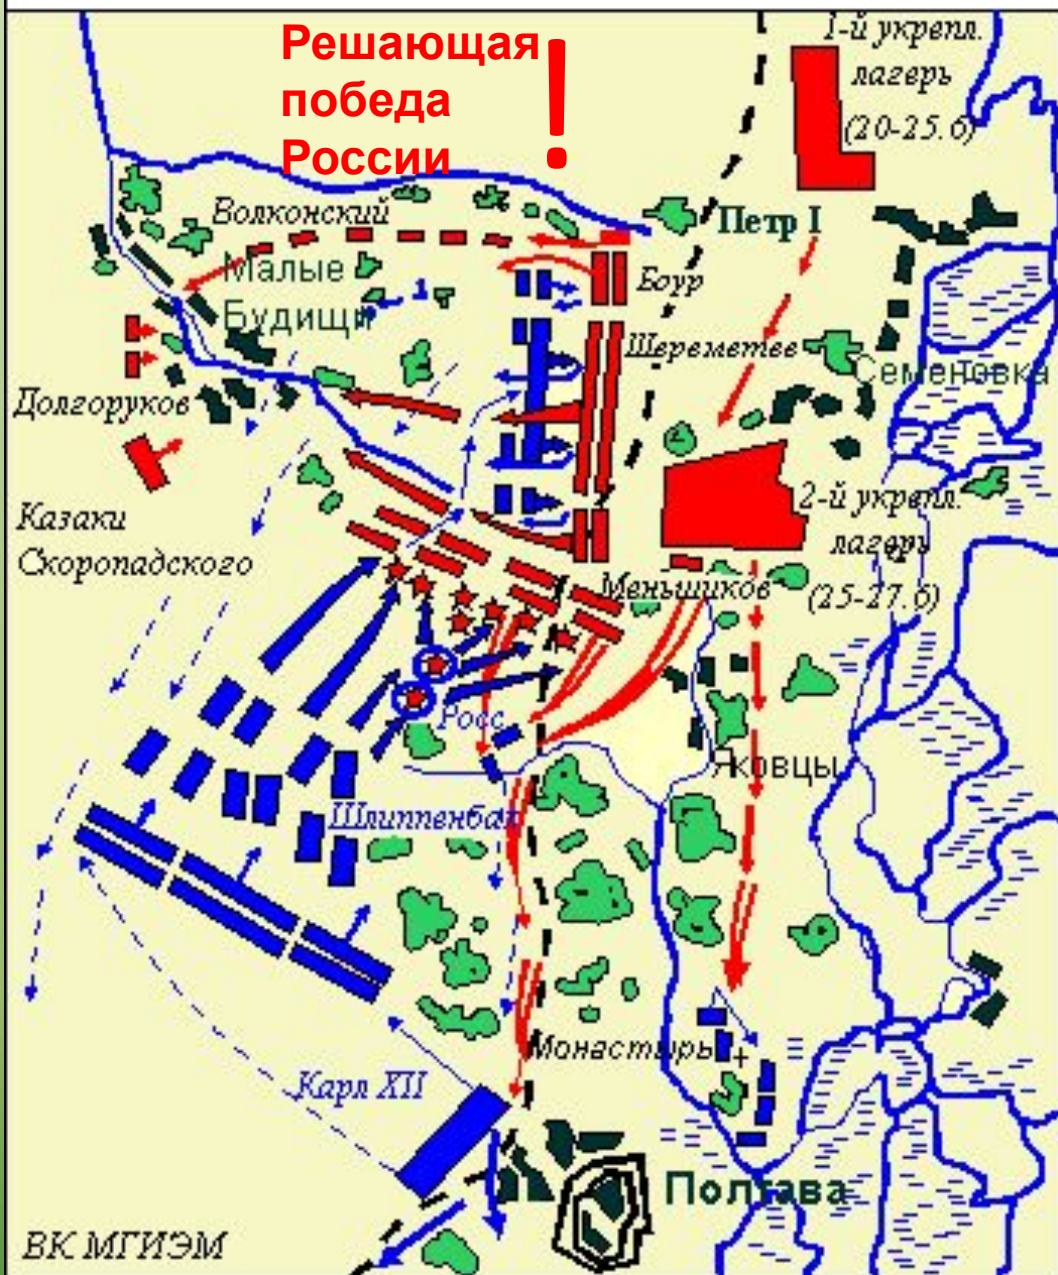 Решающая
победа
России
!
1-й укрепл.
лагерь
(20-25.6)
Волконский
Петр I
Малые
Будищи
1
Боур
Шереметев
Семеновка
Долгоруков
2-й укрепл.
лагерь
(25-27.6)
Казаки
Скоропадского
Меньшиков
Росс
Яковцы
Шлиппенбах
Монастырь
Карл XII
Полтава
ВК МГИЭМ